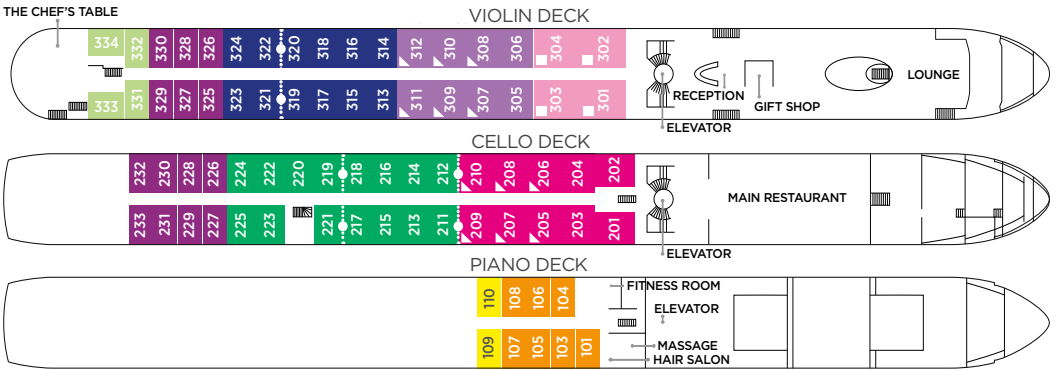 VIOLIN DECK
THE CHEF'S TABLE
334 332 330 328 326 324 322 320 318 316 314 312 310 308 306 304 302
333 331 329 327 325 323 321 319 317 315 313 311 309 307 305 303 301
LOUNGE
RECEPTION
GIFT SHOP
ELEVATOR
CELLO DECK
232 230 228 226 224 222 220 219 218 216 214 212 210 208 206 204 202
233 231 229 227 225 223 221 217 215 213 211 209 207 205 203 201
MAIN RESTAURANT
ELEVATOR
PIANO DECK
110 108 106 104
109 107 105 103 101
FITNESS ROOM
ELEVATOR
MASSAGE
HAIR SALON